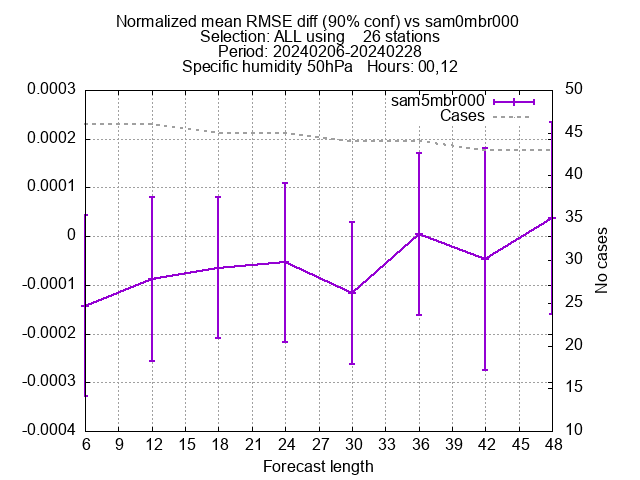 Normalized mean RMSE diff (90% conf) vs sam0mbr000
Selection: ALL using    26 stations
Period: 20240206-20240228
Specific humidity 50hPa   Hours: 00,12
sam5mbr000
Cases
0.0003
0.0002
0.0001
0
-0.0001
-0.0002
-0.0003
-0.0004
50
45
40
35
30
25
20
15
10
No cases
6 9 12 15 18 21 24 27 30 33 36 39 42 45 48
Forecast length